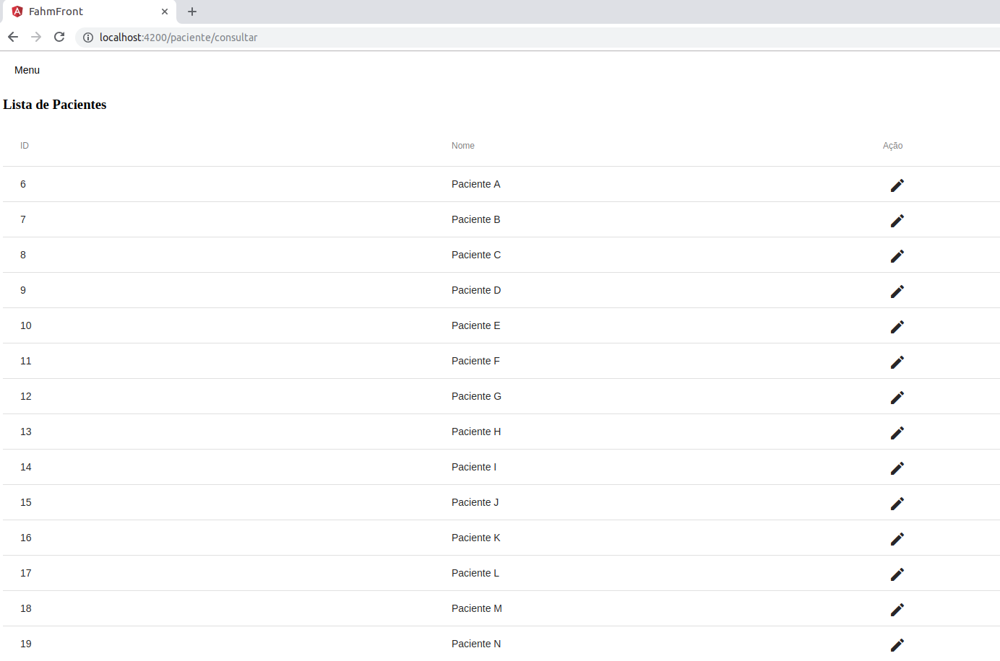 FahmFront
localhost:4200/paciente/consultar
Menu
Lista de Pacientes
ID Nome Ação
6 Paciente A
7 Paciente B
8 Paciente C
9 Paciente D
10 Paciente E
11 Paciente F
12 Paciente G
13 Paciente H
14 Paciente I
15 Paciente J
16 Paciente K
17 Paciente L
18 Paciente M
19 Paciente N